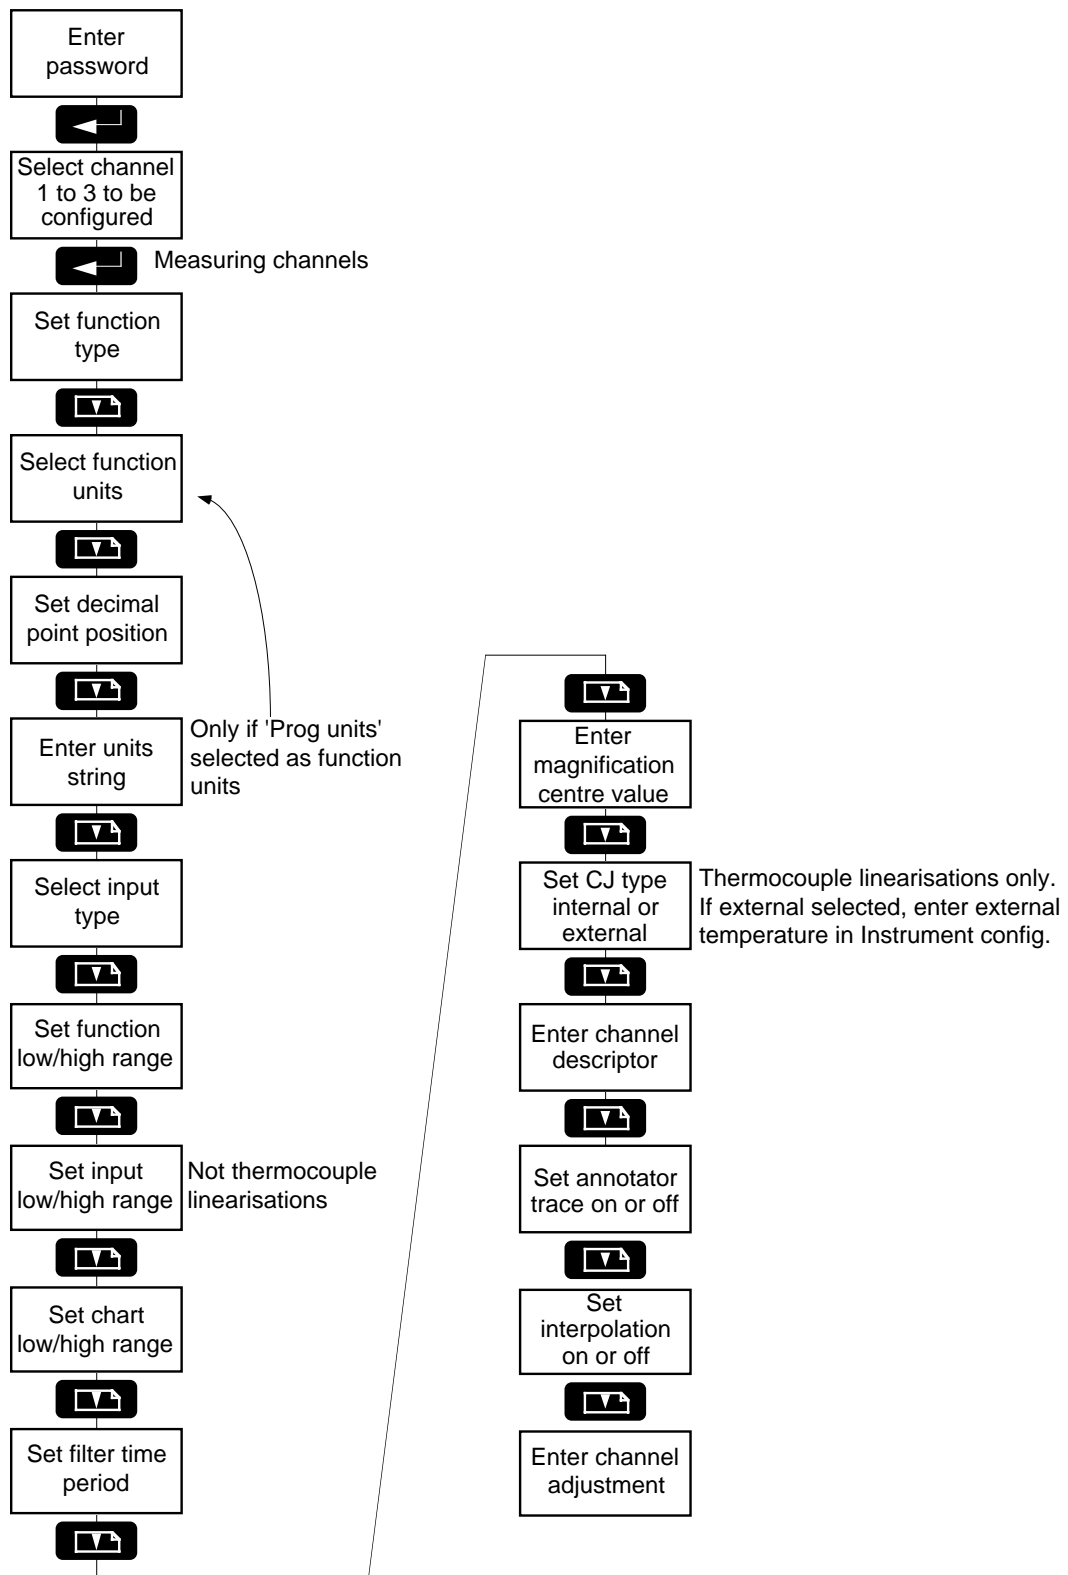 Enter
password
Select channel
1 to 3 to be
configured
Measuring channels
Set function
type
Select function
units
Set decimal
point position
Enter units
string
Only if 'Prog units'
selected as function
units
Select input
type
Set function
low/high range
Set input
low/high range
Not thermocouple
linearisations
Set chart
low/high range
Set filter time
period
Enter
magnification
centre value
Set CJ type
internal or
external
Thermocouple linearisations only.
If external selected, enter external
temperature in Instrument config.
Enter channel
descriptor
Set annotator
trace on or off
Set
interpolation
on or off
Enter channel
adjustment